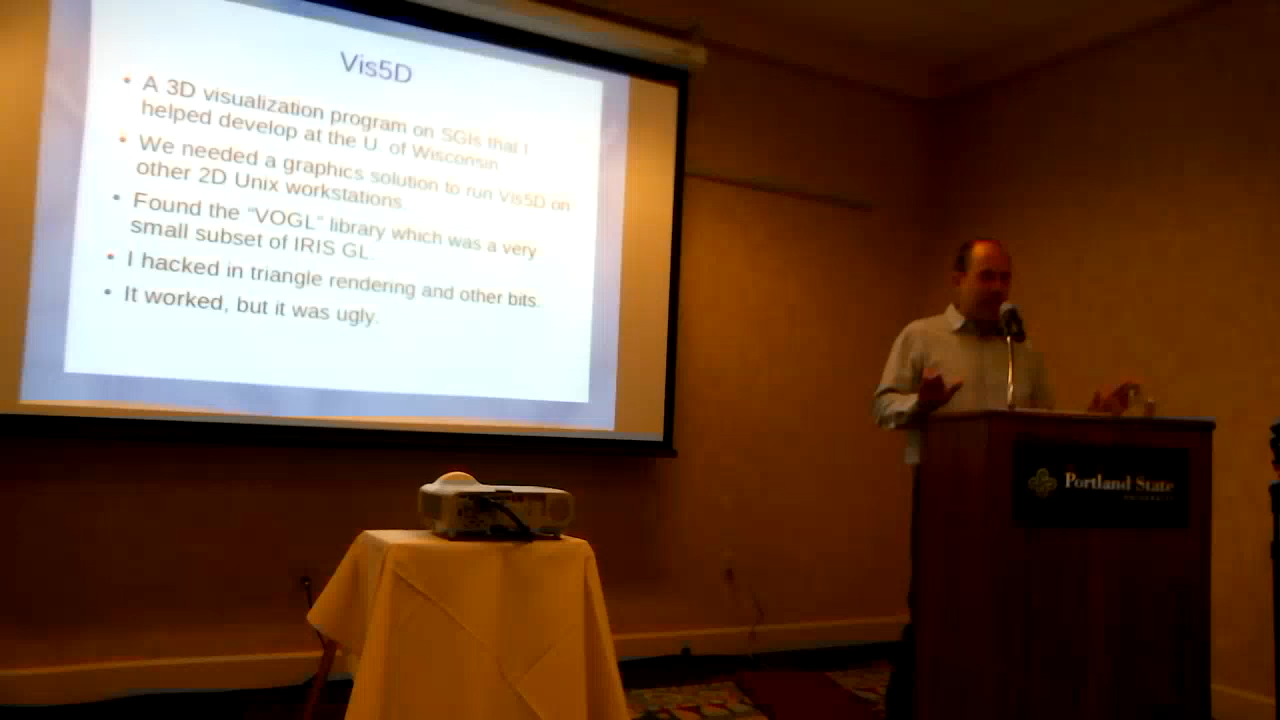 Vis5D
• A 3D visualization program on SGIs that I
helped develop at the U. of Wisconsin.
• We needed a graphics solution to run Vis5D on
other 2D Unix workstations.
• Found the "VOGL" library which was a very
small subset of IRIS GL.
• I hacked in triangle rendering and other bits.
• It worked, but it was ugly.
Portland State
UNIVERSITY